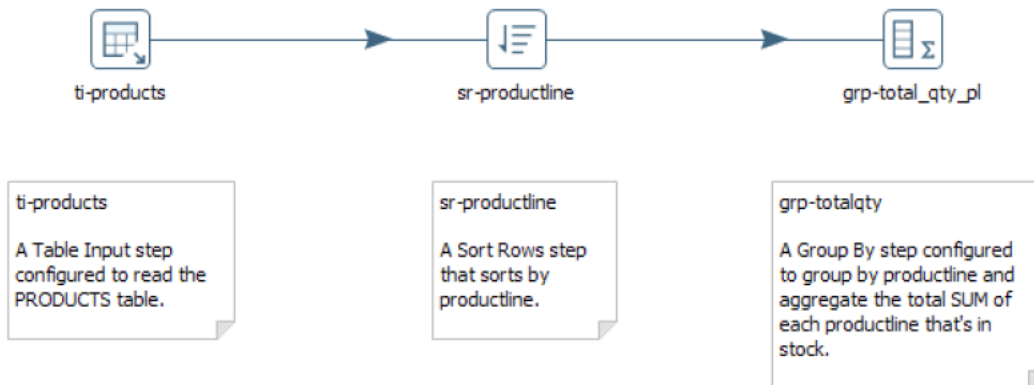 ti-products
sr-productline
grp-total_qty_pl
ti-products
A Table Input step
configured to read the
PRODUCTS table.
sr-productline
A Sort Rows step
that sorts by
productline.
grp-totalqty
A Group By step configured
to group by productline and
aggregate the total SUM of
each productline that's in
stock.